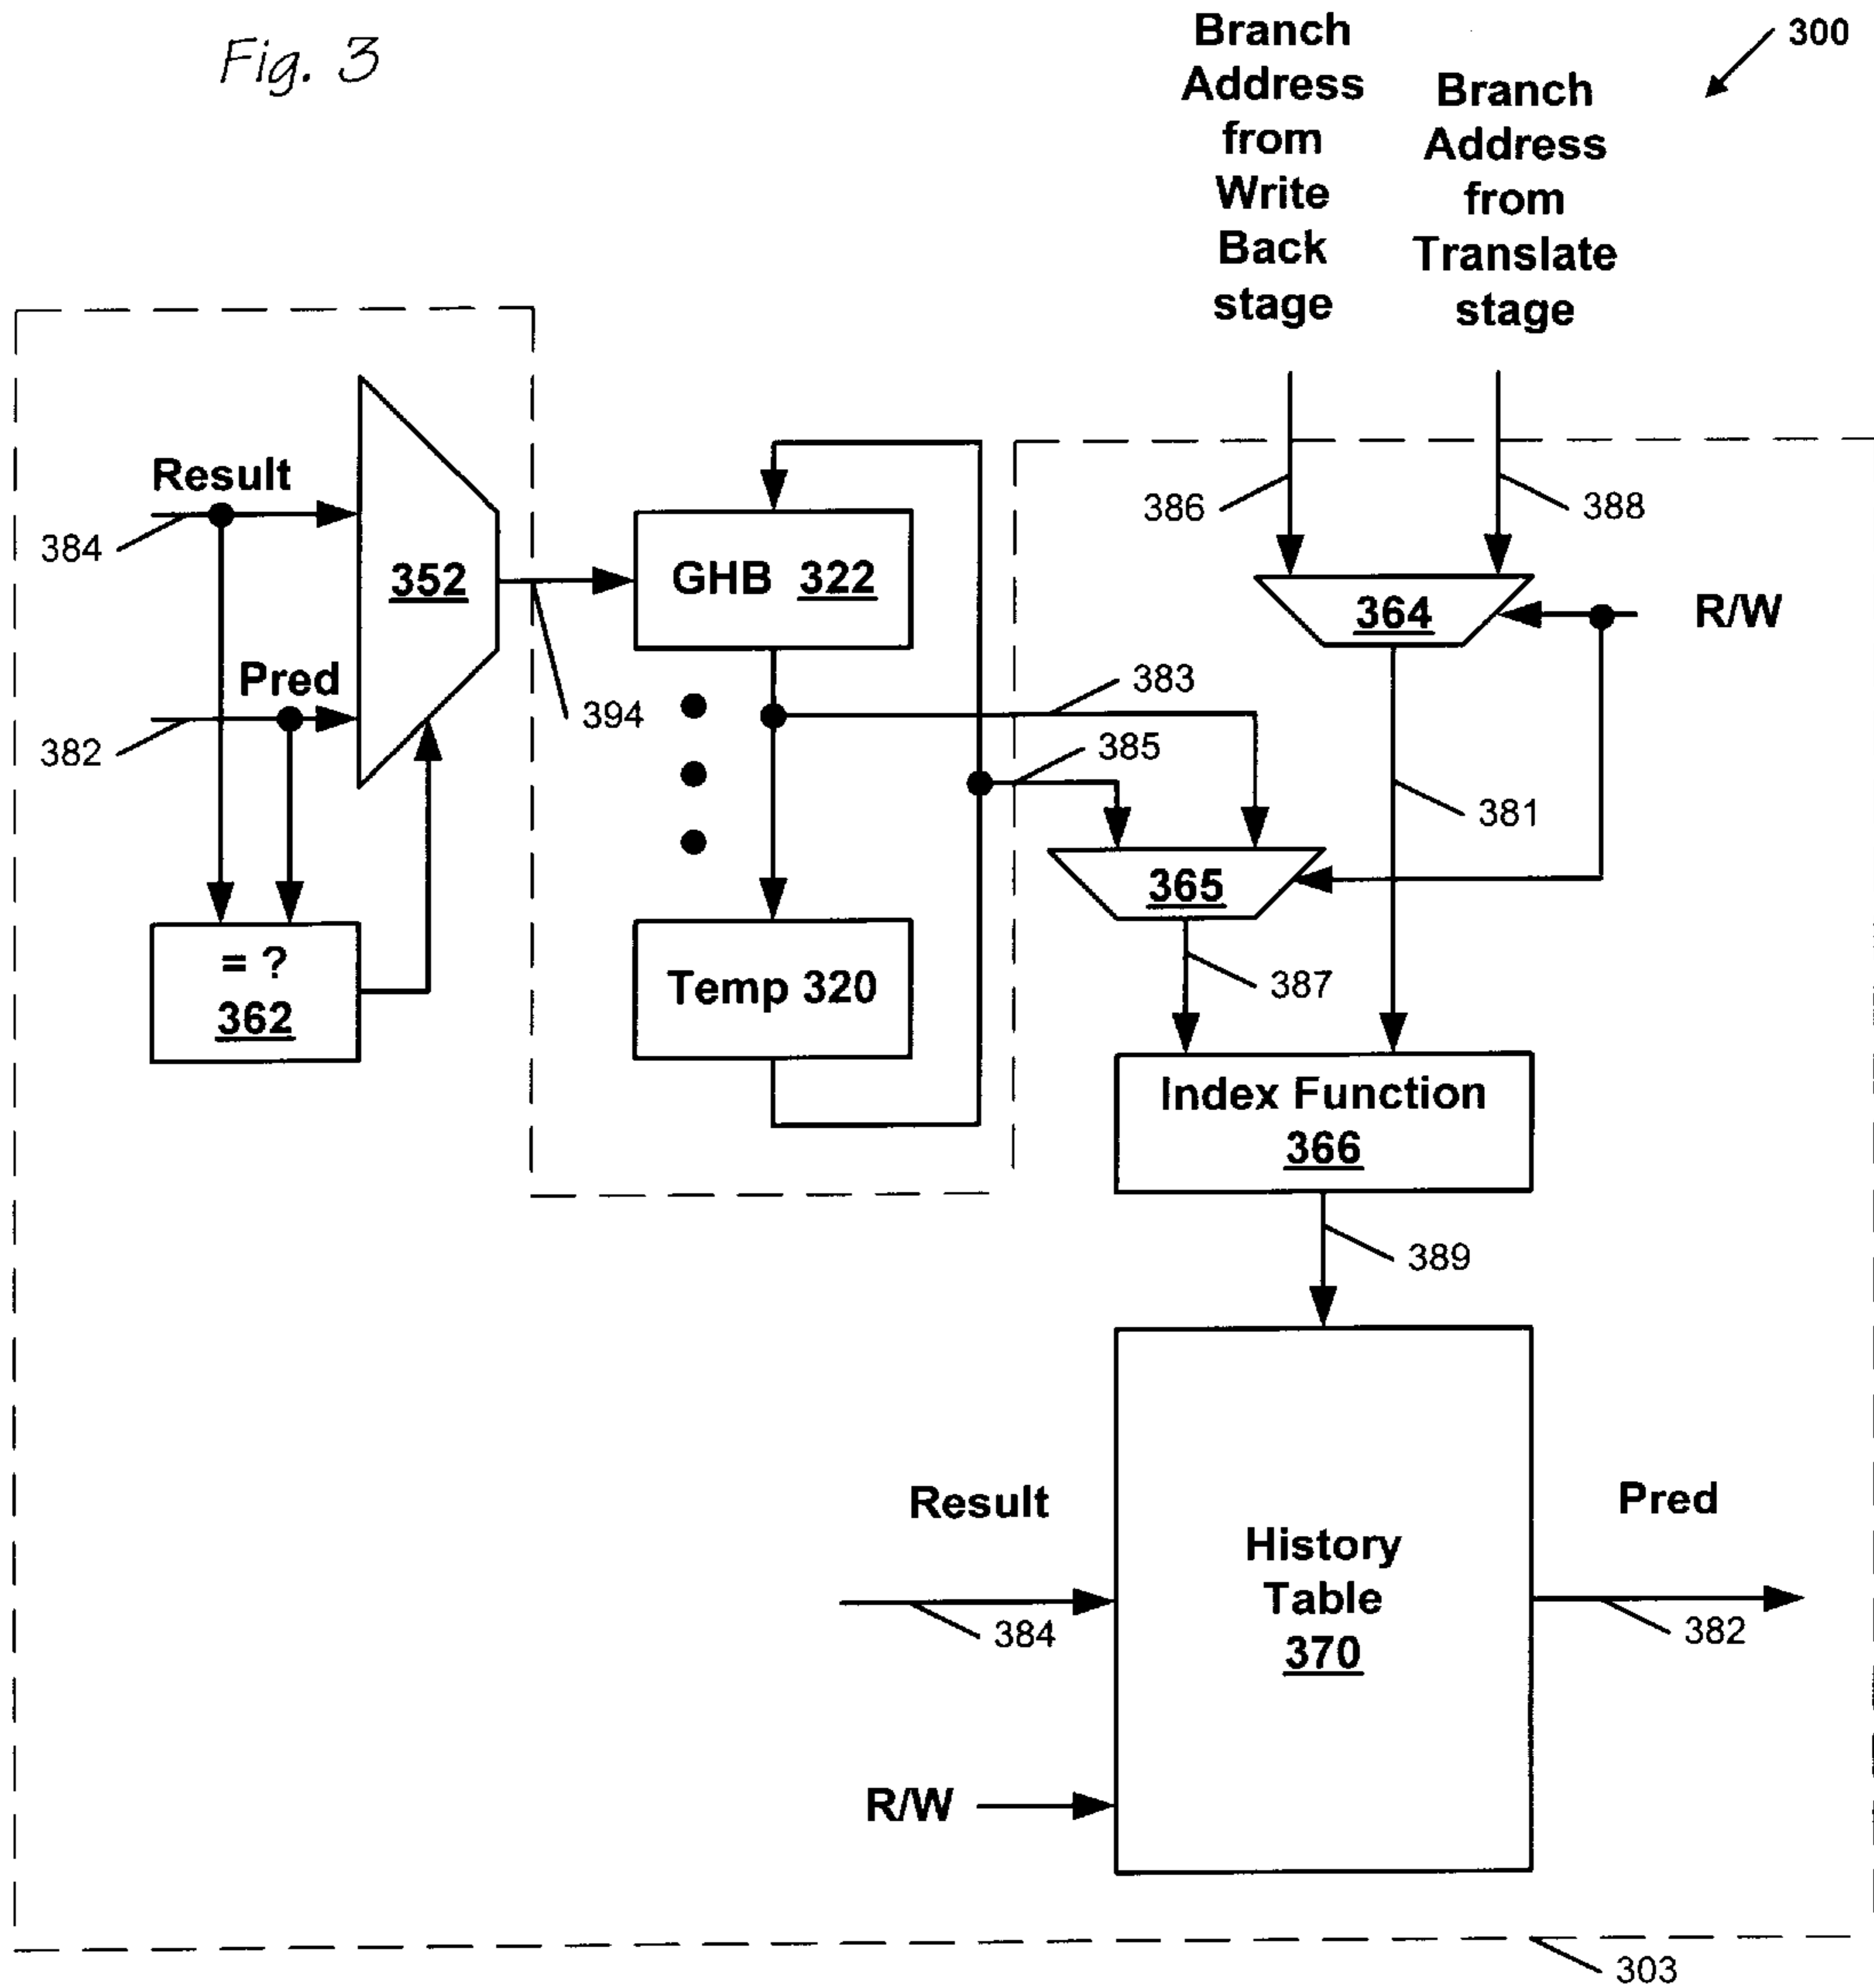 Fig. 3
300
Branch
Address
from
Write
Back
stage
Branch
Address
from
Translate
stage
386
388
Result
384
352
GHB 322
364
R/W
Pred
382
394
383
385
381
365
= ?
362
Temp 320
387
Index Function
366
389
Result
384
History
Table
370
Pred
382
R/W
303